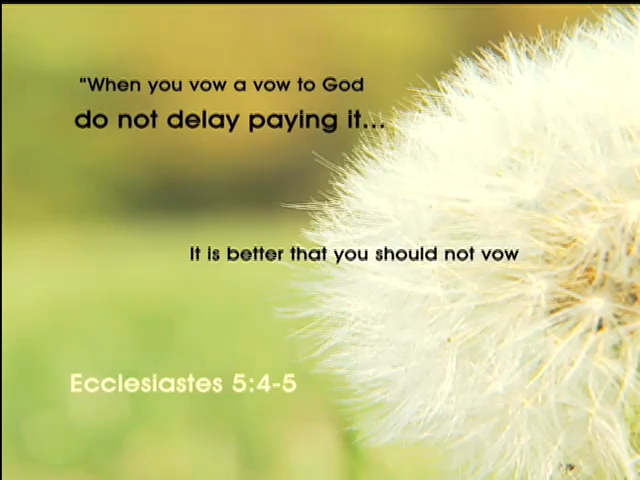 “When you vow a vow to God
do not delay paying it...
It is better that you should not vow
Ecclesiastes 5:4-5